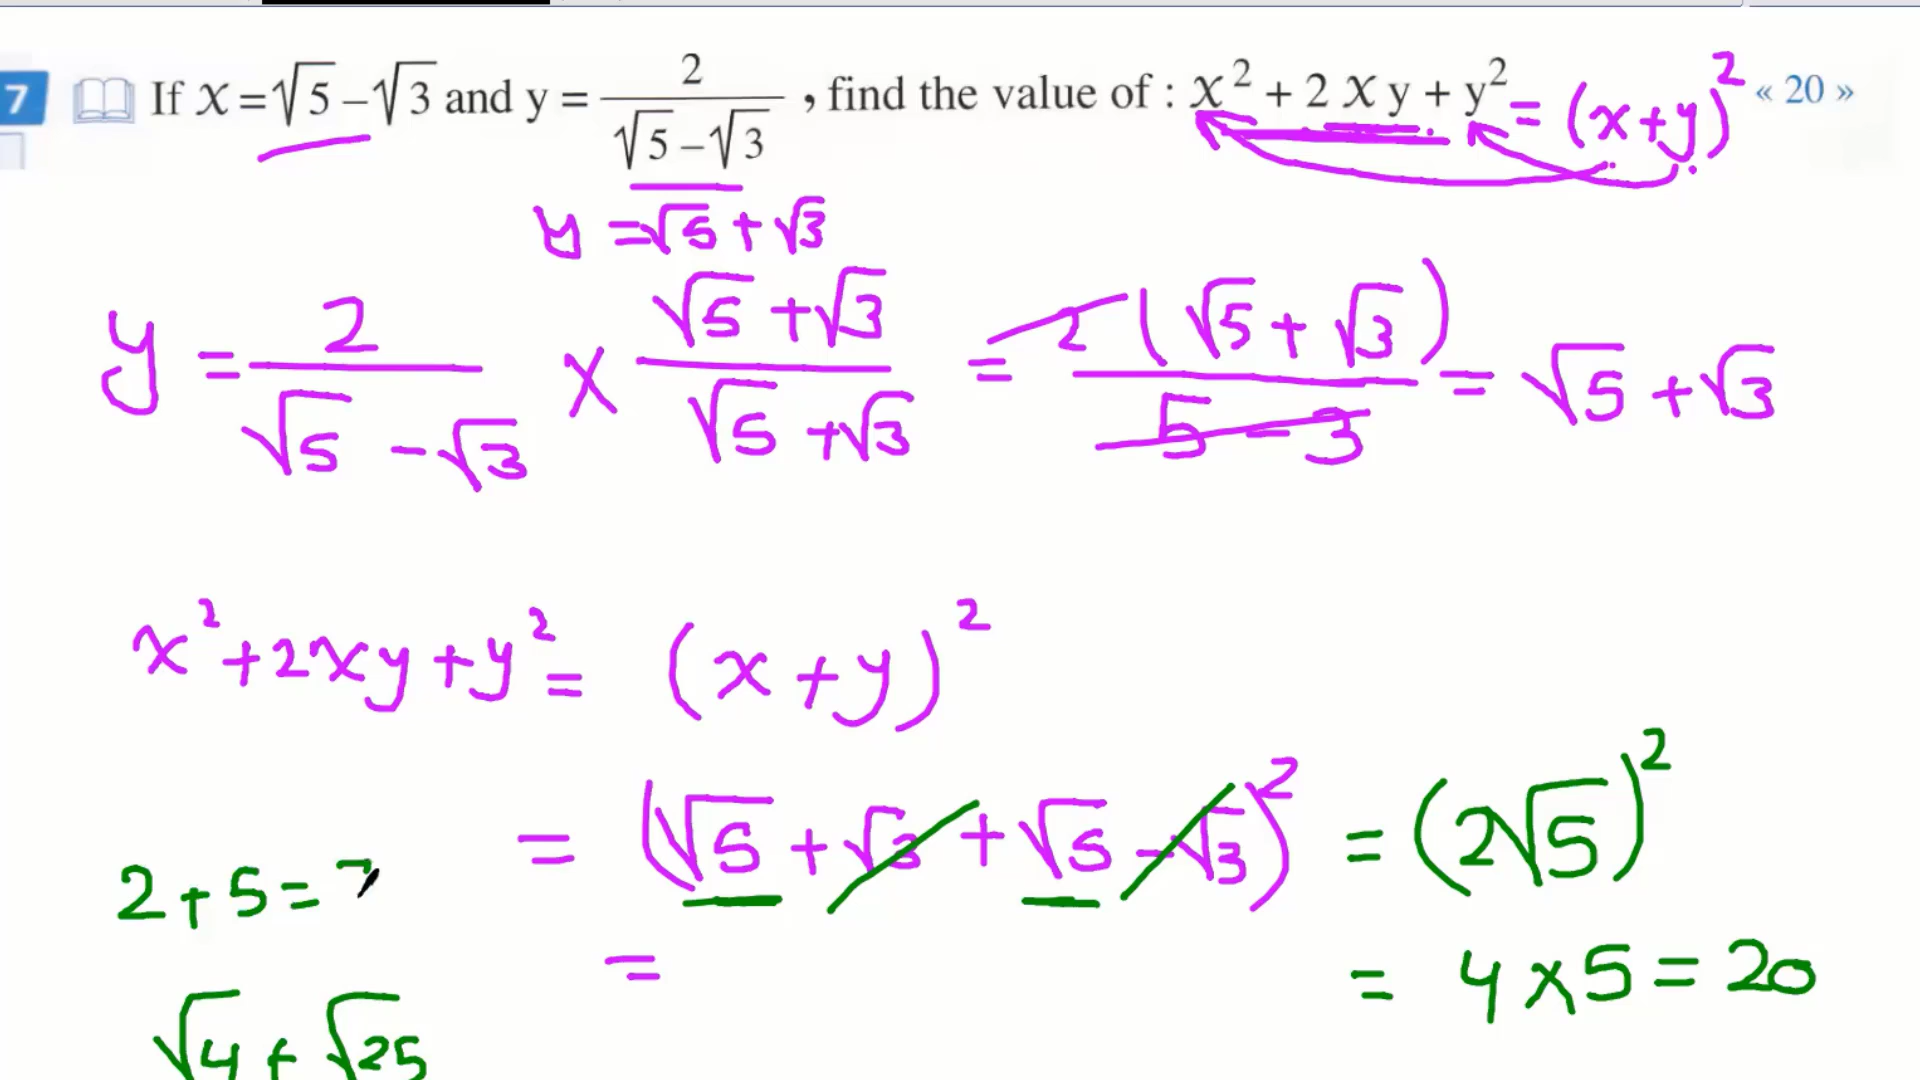 7 If x = √5 – √3 and y = 2/(√5 – √3) , find the value of : x² + 2 x y + y² = (x+y)² « 20 »
y = √5 + √3
y = 2/(√5 – √3) × (√5 + √3)/(√5 + √3) = 2(√5 + √3)/(5 – 3) = √5 + √3
x² + 2xy + y² = (x + y)²
= (√5 + √3 + √5 – √3)² = (2√5)²
2 + 5 = 7
= = 4 × 5 = 20
√4 + √25